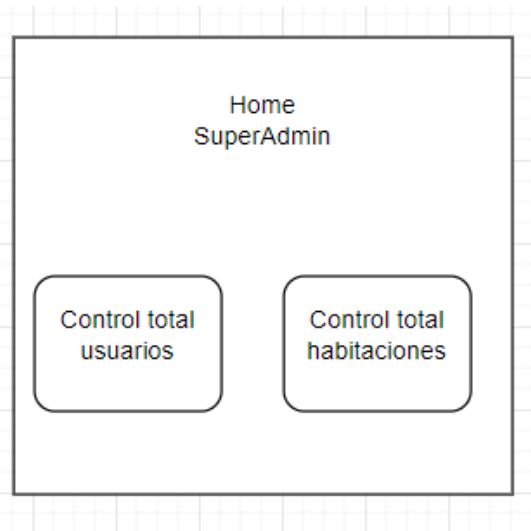 Home
SuperAdmin
Control total
usuarios
Control total
habitaciones